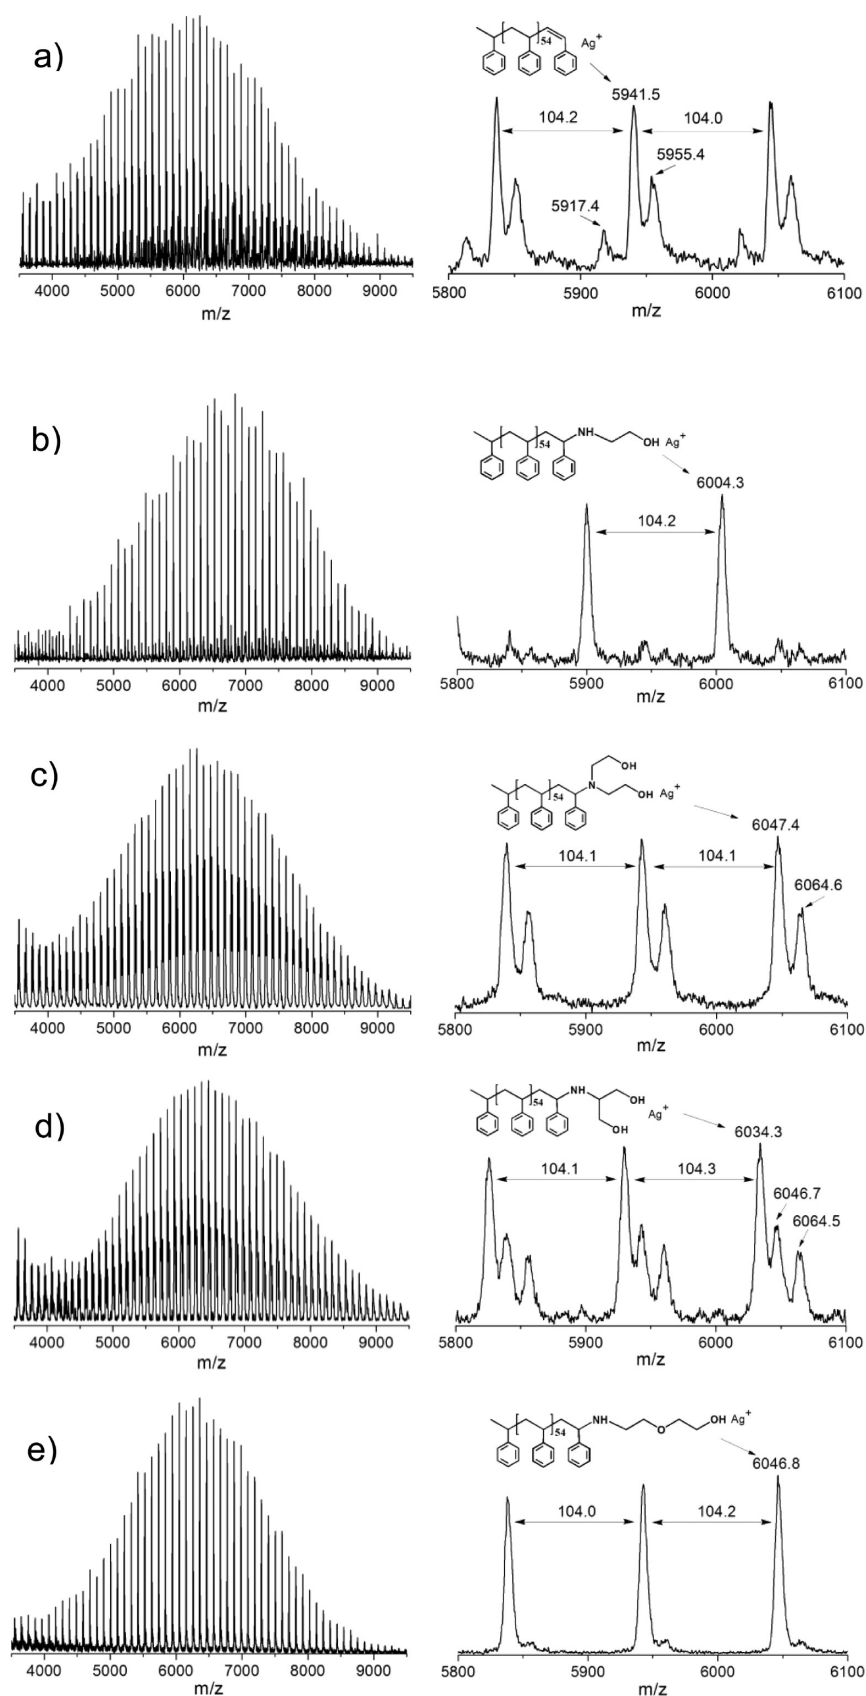 a)
54
Ag+
5941.5
104.2
104.0
5955.4
5917.4
4000 5000 6000 7000 8000 9000
m/z
5800 5900 6000 6100
m/z
b)
NH
54
OH Ag+
6004.3
104.2
4000 5000 6000 7000 8000 9000
m/z
5800 5900 6000 6100
m/z
c)
OH
N
54
OH Ag+
6047.4
104.1
104.1
6064.6
4000 5000 6000 7000 8000 9000
m/z
5800 5900 6000 6100
m/z
d)
NH
54
OH
Ag+
OH
6034.3
104.1
104.3
6046.7
6064.5
4000 5000 6000 7000 8000 9000
m/z
5800 5900 6000 6100
m/z
e)
NH
54
O
OH Ag+
6046.8
104.0
104.2
4000 5000 6000 7000 8000 9000
m/z
5800 5900 6000 6100
m/z